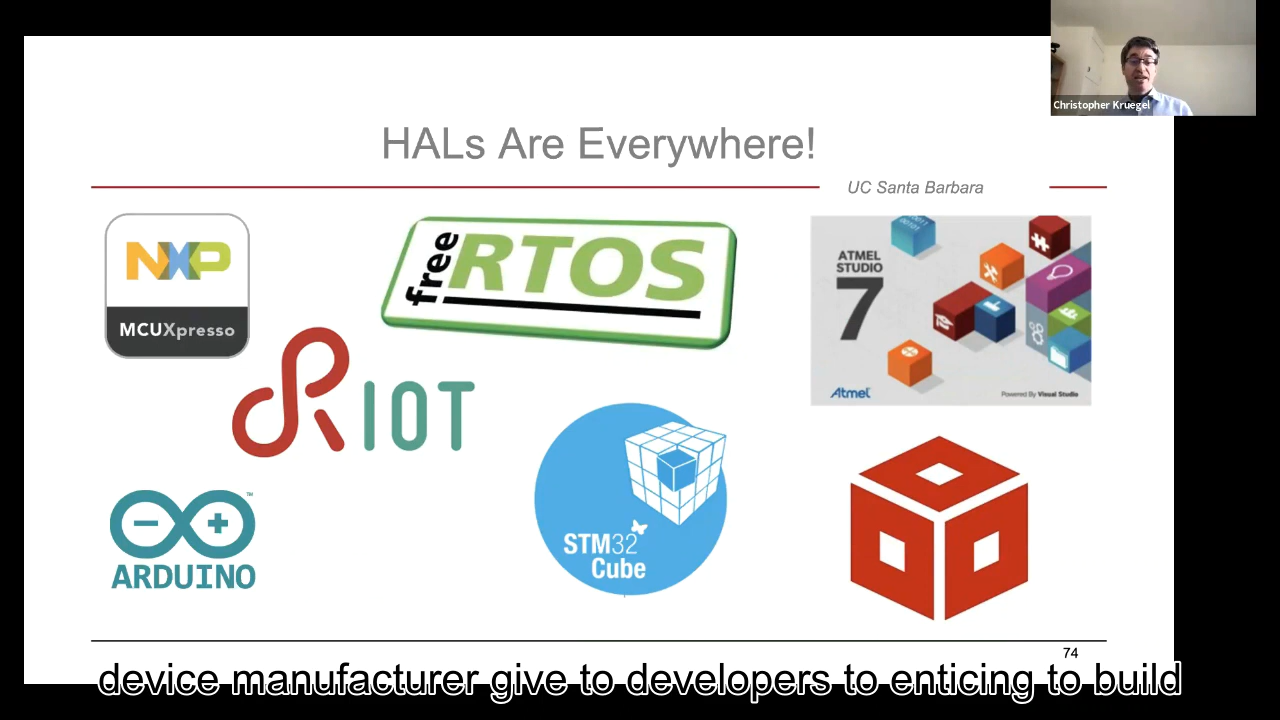 Christopher Kruegel
HALs Are Everywhere!
UC Santa Barbara
NXP
MCUXpresso
free RTOS
ATMEL
STUDIO
7
Atmel
Powered By Visual Studio
RIOT
STM32
Cube
ARDUINO
74
device manufacturer give to developers to enticing to build